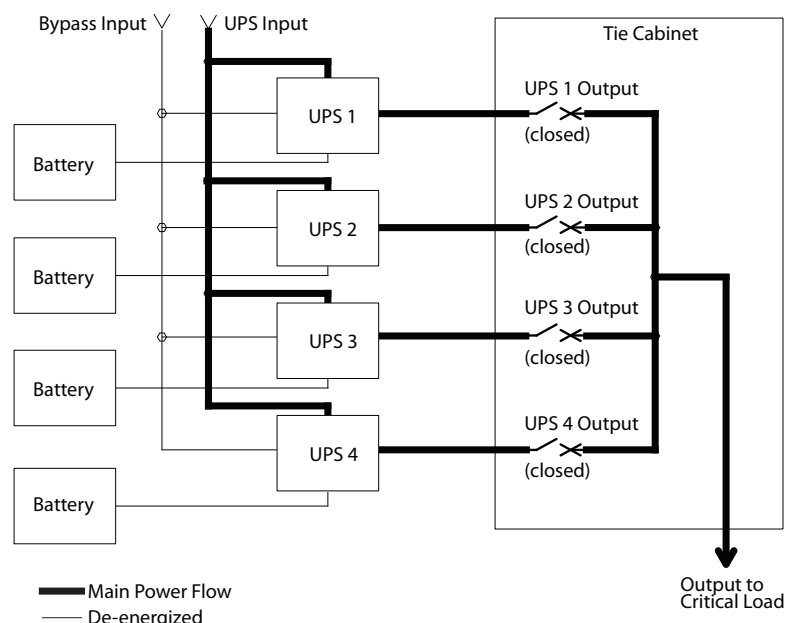 Bypass Input
UPS Input
Tie Cabinet
UPS 1
UPS 1 Output
(closed)
Battery
UPS 2
UPS 2 Output
(closed)
Battery
UPS 3
UPS 3 Output
(closed)
Battery
UPS 4
UPS 4 Output
(closed)
Battery
Main Power Flow
De-energized
Output to
Critical Load